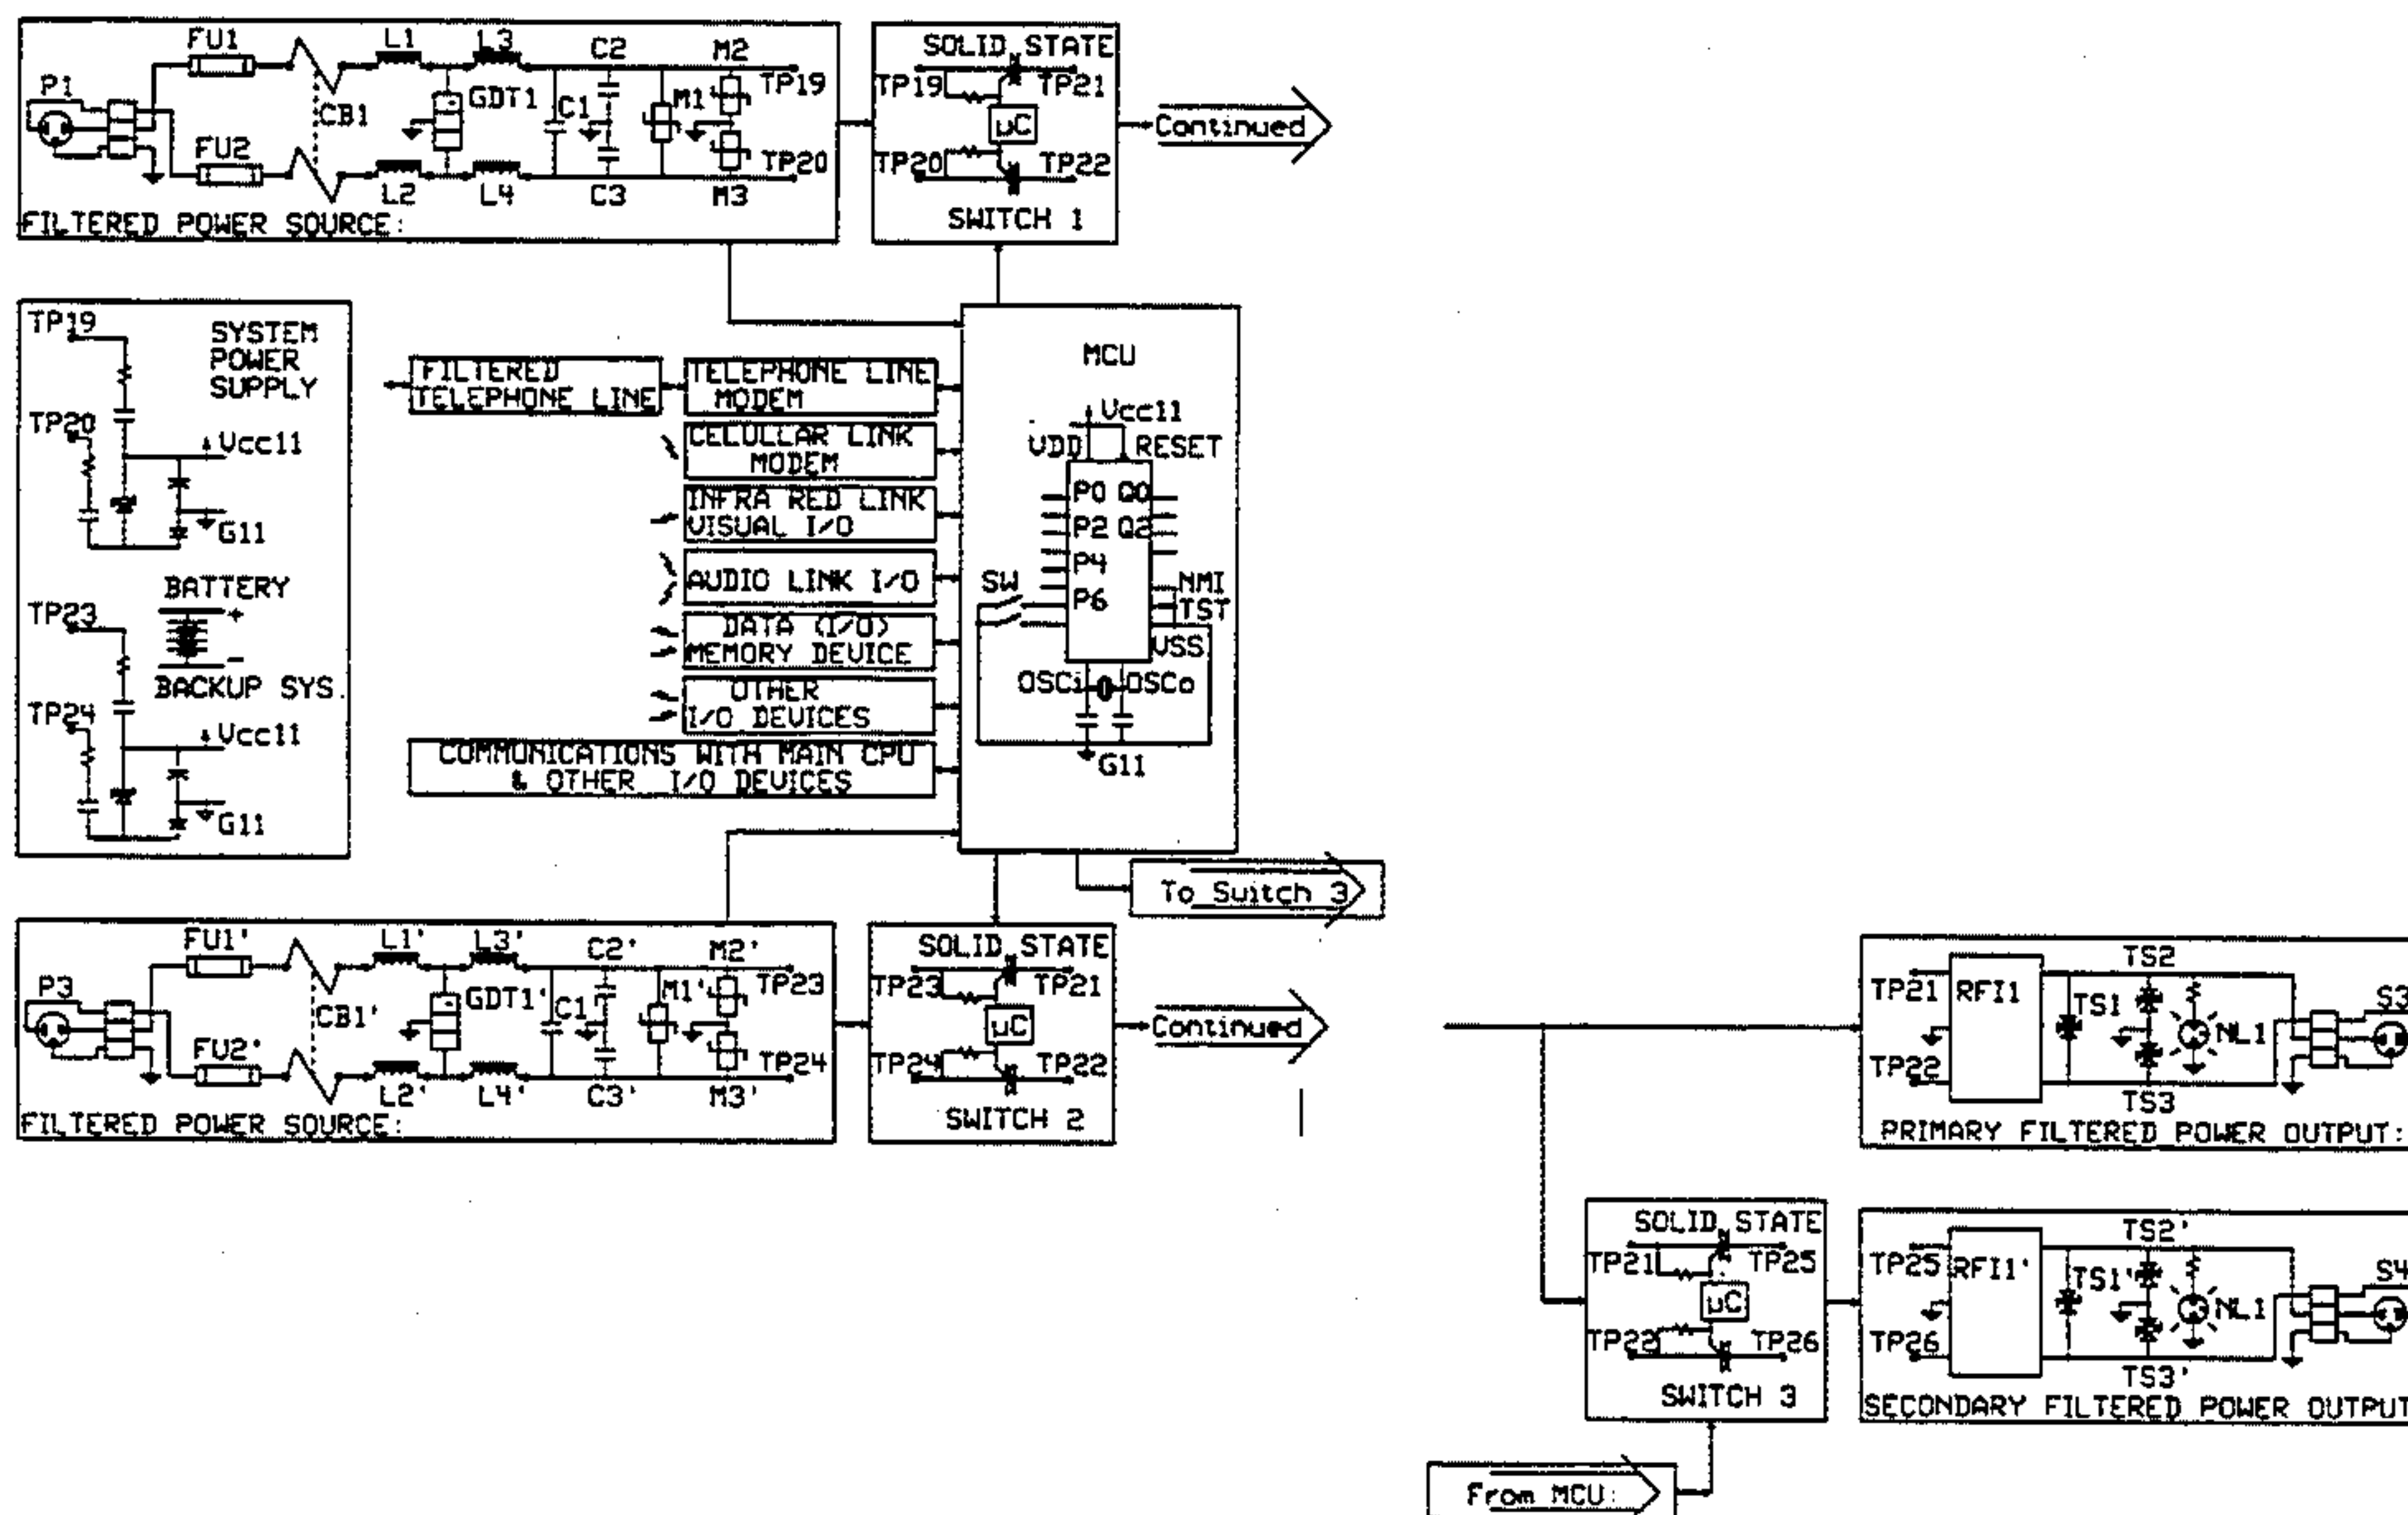 FU1
L1
L3
C2
M2
P1
CB1
GDT1
C1
M1'
TP19
FU2
L2
L4
C3
M3
TP20
FILTERED POWER SOURCE:
SOLID STATE
TP19
TP21
µC
TP20
TP22
SWITCH 1
Continued
TP19
SYSTEM
POWER
SUPPLY
TP20
Vcc11
G11
BATTERY
+
TP23
-
BACKUP SYS.
TP24
Vcc11
G11
FILTERED
TELEPHONE LINE
TELEPHONE LINE
MODEM
CELULLAR LINK
MODEM
INFRA RED LINK
VISUAL I/O
AUDIO LINK I/O
DATA (I/O)
MEMORY DEVICE
OTHER
I/O DEVICES
COMMUNICATIONS WITH MAIN CPU
& OTHER I/O DEVICES
MCU
Vcc11
VDD
RESET
P0 Q0
P2 Q2
P4
SW
P6
NMI
TST
VSS
OSCi
OSCo
G11
To Switch 3
FU1'
L1'
L3'
C2'
M2'
P3
CB1'
GDT1'
C1
M1'
TP23
FU2'
L2'
L4'
C3'
M3'
TP24
FILTERED POWER SOURCE:
SOLID STATE
TP23
TP21
µC
TP24
TP22
SWITCH 2
Continued
TS2
TP21
RFI1
TS1
NL1
S3
TP22
TS3
PRIMARY FILTERED POWER OUTPUT:
SOLID STATE
TP21
TP25
µC
TP22
TP26
SWITCH 3
TS2'
TP25
RFI1'
TS1'
NL1
S4
TP26
TS3'
SECONDARY FILTERED POWER OUTPUT
From MCU: